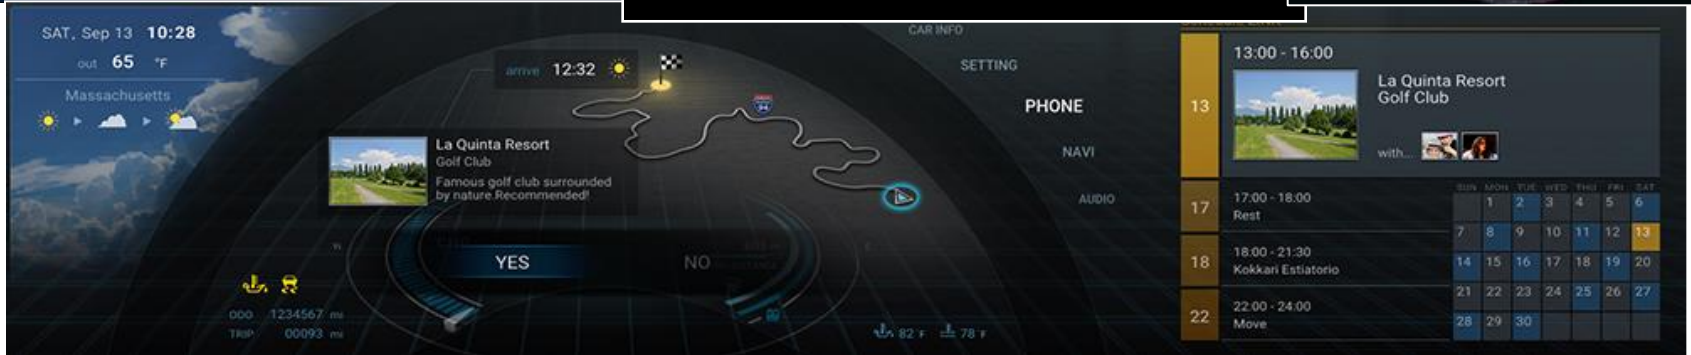 SAT, Sep 13 10:28
out 65 °F
Massachusetts
arrive 12:32
94
La Quinta Resort
Golf Club
Famous golf club surrounded
by nature Recommended!
YES NO
ODO 1234567 mi
TRIP 00093 mi
82 °F 78 °F
CAR INFO
SETTING
PHONE
NAVI
AUDIO
13
13:00 - 16:00
La Quinta Resort
Golf Club
with...
17
17:00 - 18:00
Rest
18
18:00 - 21:30
Kokkari Estiatorio
22
22:00 - 24:00
Move
SUN MON TUE WED THU FRI SAT
1 2 3 4 5 6
7 8 9 10 11 12 13
14 15 16 17 18 19 20
21 22 23 24 25 26 27
28 29 30